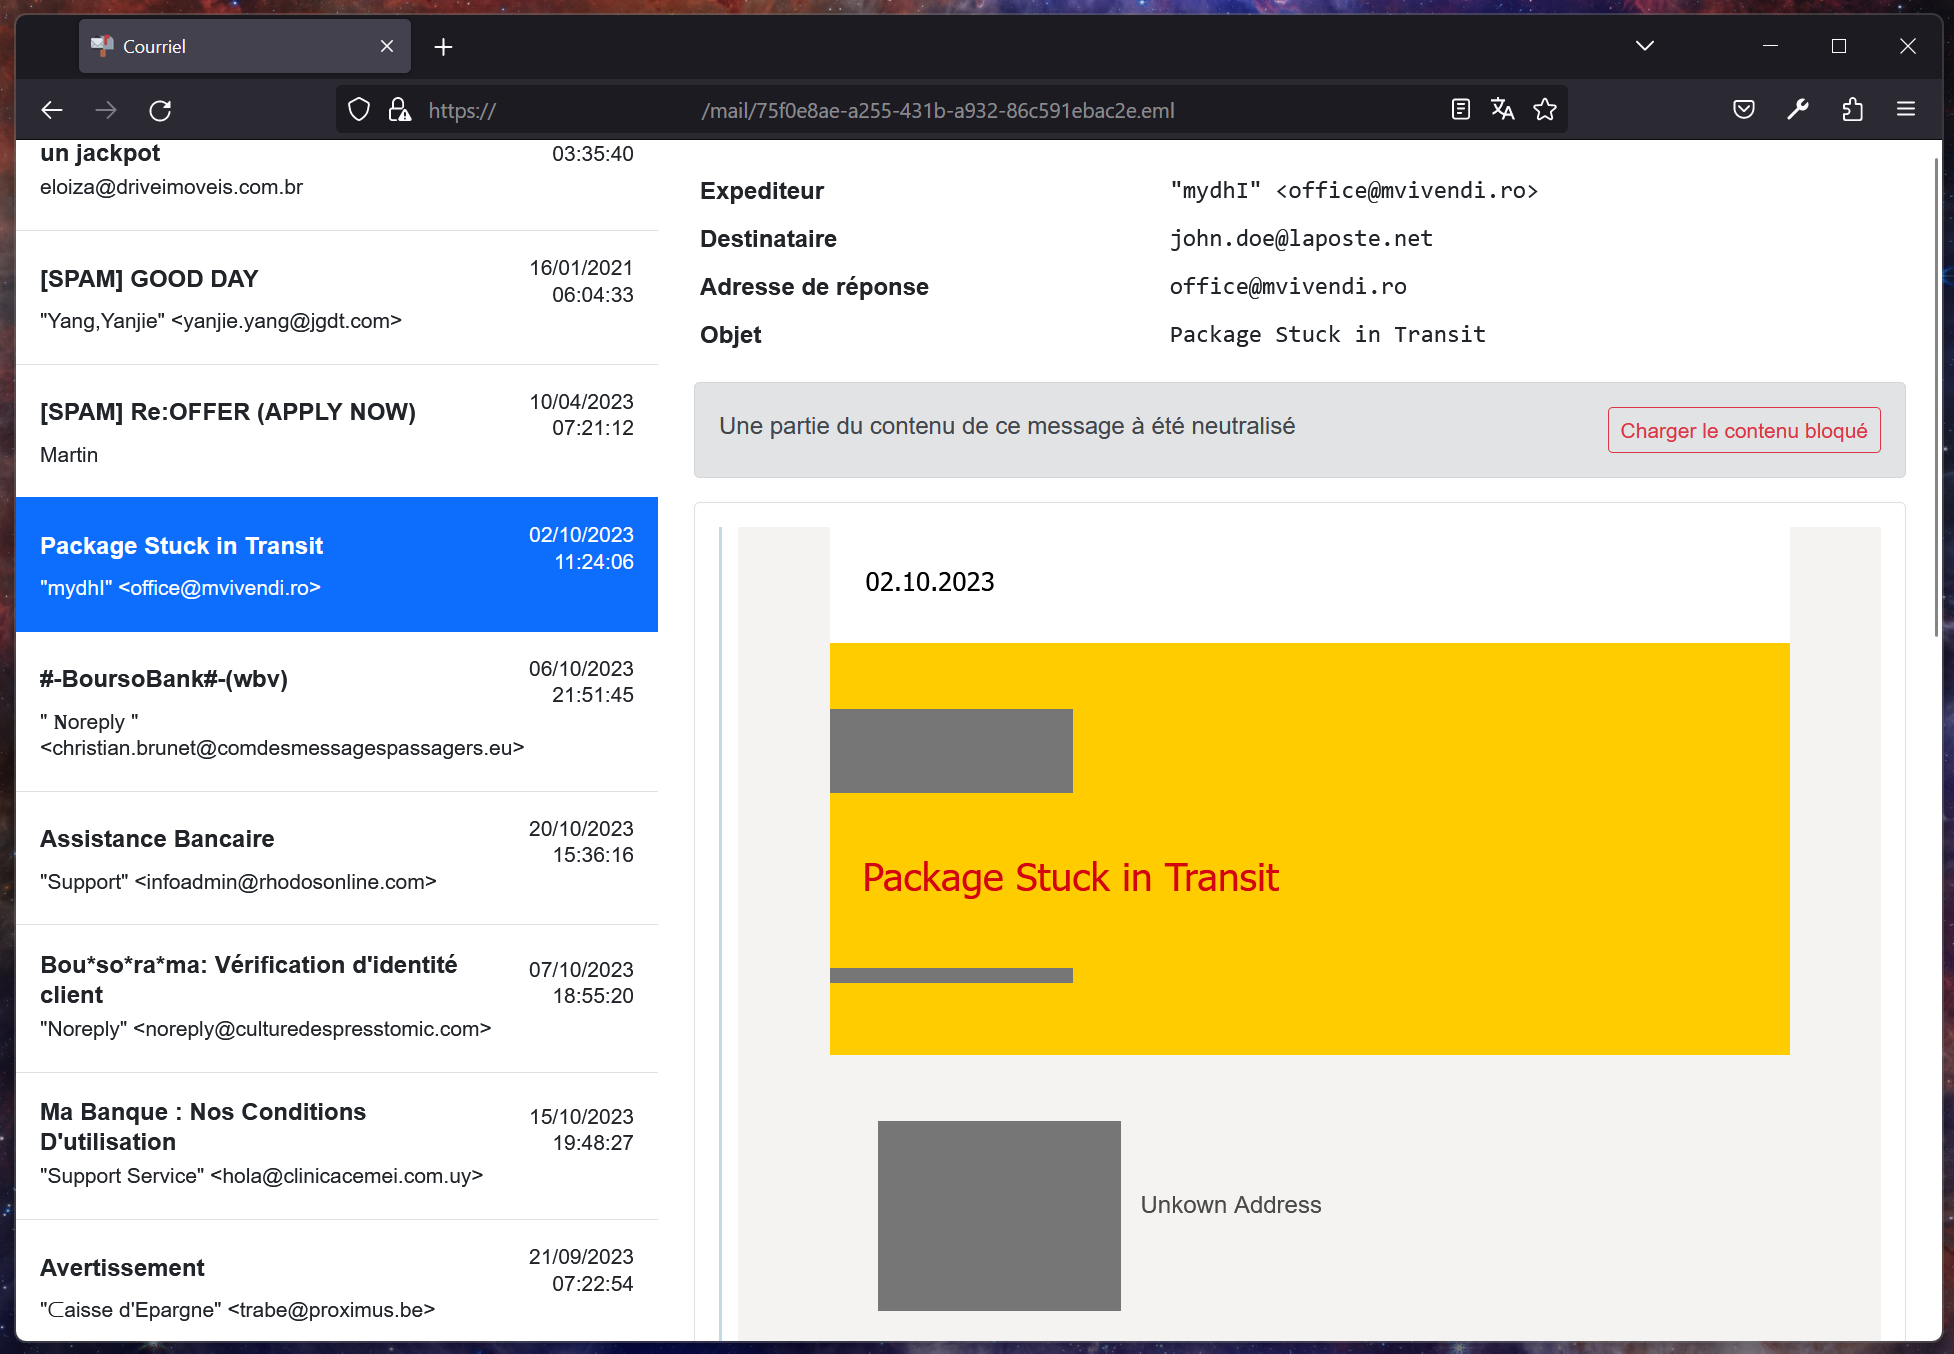 Courriel
https:// /mail/75f0e8ae-a255-431b-a932-86c591ebac2e.eml
un jackpot
03:35:40
eloiza@driveimoveis.com.br
[SPAM] GOOD DAY
16/01/2021
06:04:33
"Yang,Yanjie" <yanjie.yang@jgdt.com>
[SPAM] Re:OFFER (APPLY NOW)
10/04/2023
07:21:12
Martin
Package Stuck in Transit
02/10/2023
11:24:06
"mydhI" <office@mvivendi.ro>
#-BoursoBank#-(wbv)
06/10/2023
21:51:45
" Noreply "
<christian.brunet@comdesmessagespassagers.eu>
Assistance Bancaire
20/10/2023
15:36:16
"Support" <infoadmin@rhodosonline.com>
Bou*so*ra*ma: Vérification d'identité
client
07/10/2023
18:55:20
"Noreply" <noreply@culturedespresstomic.com>
Ma Banque : Nos Conditions
D'utilisation
15/10/2023
19:48:27
"Support Service" <hola@clinicacemei.com.uy>
Avertissement
21/09/2023
07:22:54
"ⵎaisse d'Epargne" <trabe@proximus.be>
Expediteur
"mydhI" <office@mvivendi.ro>
Destinataire
john.doe@laposte.net
Adresse de réponse
office@mvivendi.ro
Objet
Package Stuck in Transit
Une partie du contenu de ce message à été neutralisé
Charger le contenu bloqué
02.10.2023
Package Stuck in Transit
Unkown Address